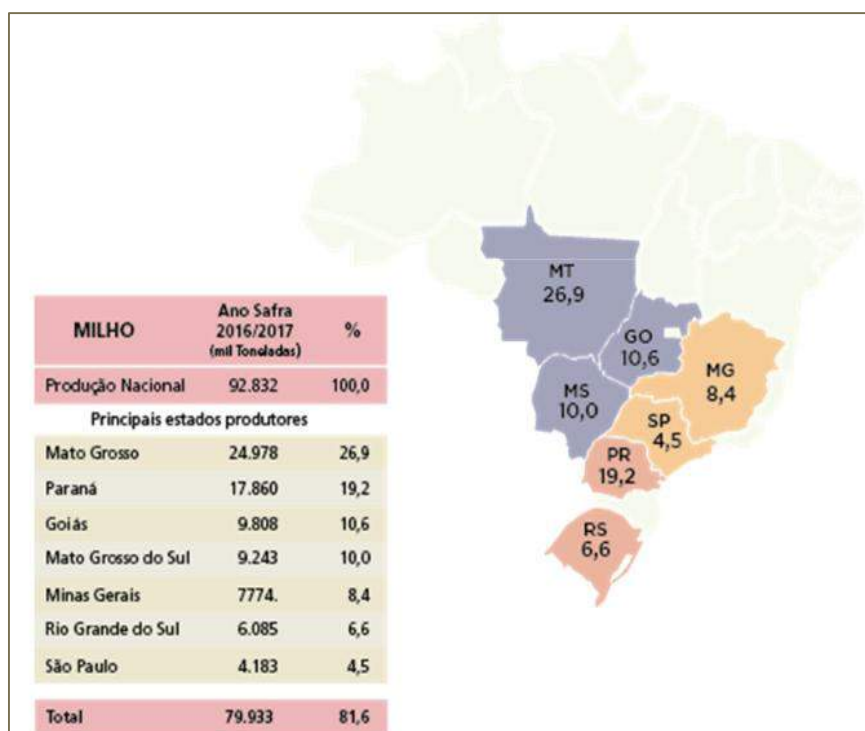 MILHO Ano Safra 2016/2017 (mil Toneladas) %
Produção Nacional 92.832 100,0
Principais estados produtores
Mato Grosso 24.978 26,9
Paraná 17.860 19,2
Goiás 9.808 10,6
Mato Grosso do Sul 9.243 10,0
Minas Gerais 7774. 8,4
Rio Grande do Sul 6.085 6,6
São Paulo 4.183 4,5
Total 79.933 81,6
MT
26,9
GO
10,6
MS
10,0
MG
8,4
SP
4,5
PR
19,2
RS
6,6